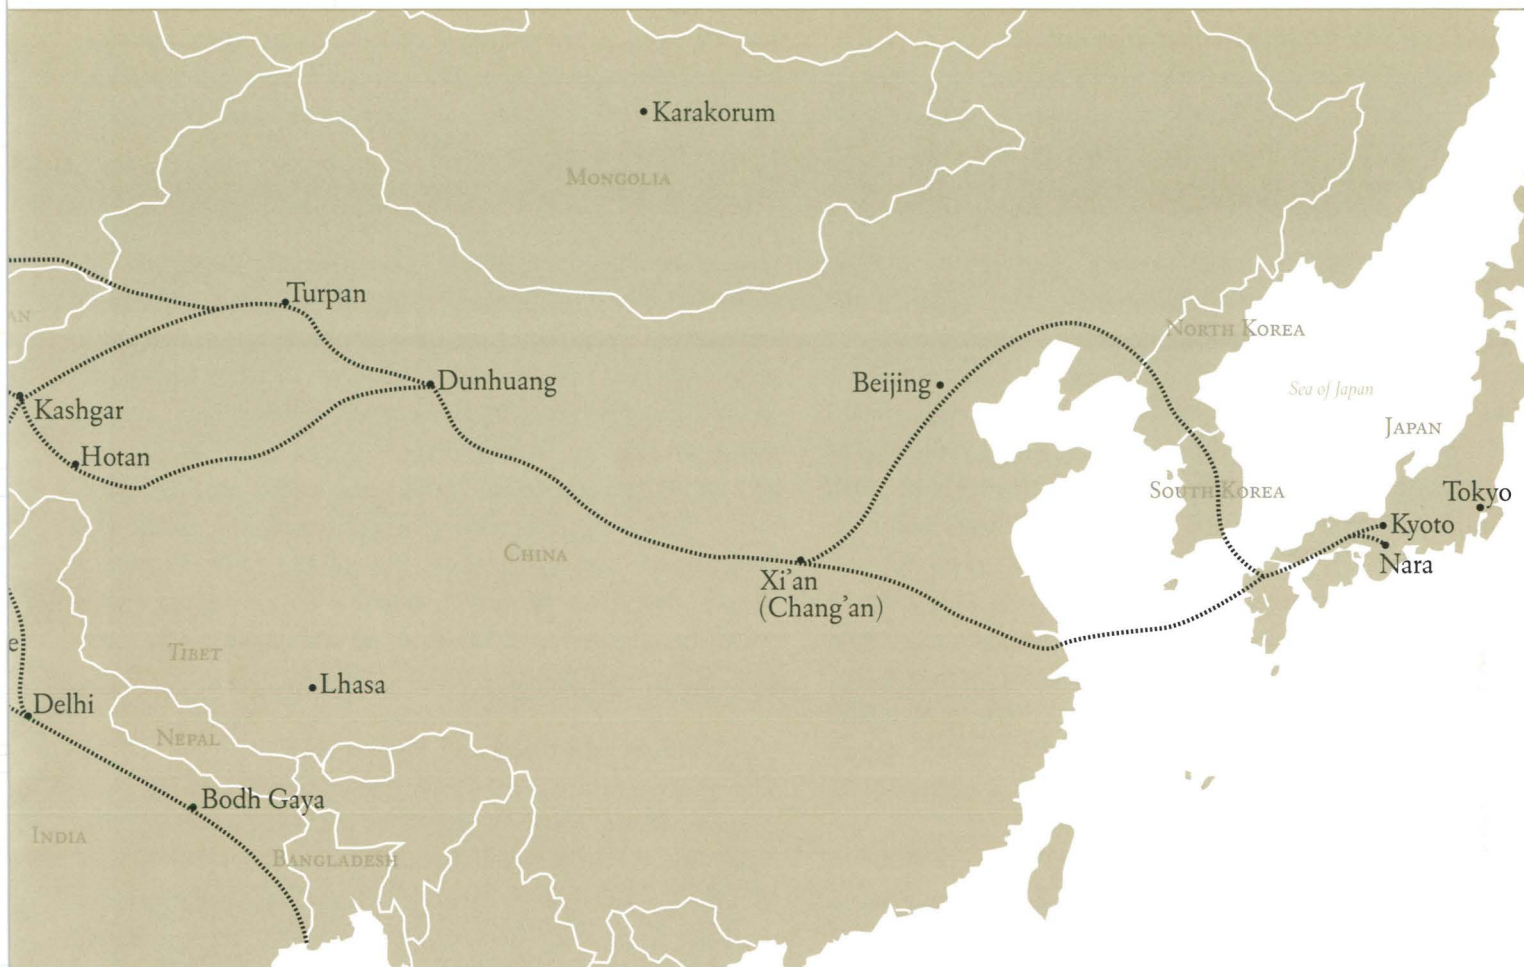 Karakorum
MONGOLIA
Turpan
AN
NORTH KOREA
Dunhuang
Beijing
Sea of Japan
Kashgar
JAPAN
Hotan
SOUTH KOREA
Tokyo
Kyoto
CHINA
Nara
Xi'an
(Chang'an)
e
TIBET
Lhasa
Delhi
NEPAL
Bodh Gaya
INDIA
BANGLADESH